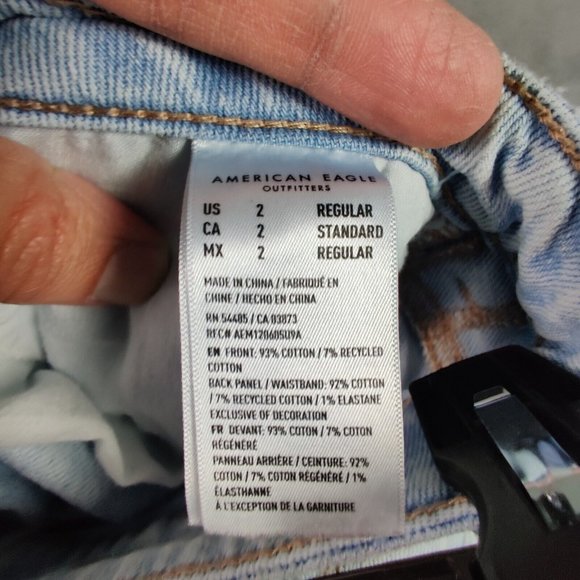 AMERICAN EAGLE
OUTFITTERS
US 2 REGULAR
CA 2 STANDARD
MX 2 REGULAR
MADE IN CHINA / FABRIQUÉ EN
CHINE / HECHO EN CHINA
RN 54485 / CA 03873
RFC# AEM120605U9A
EN FRONT: 93% COTTON / 7% RECYCLED
COTTON
BACK PANEL / WAISTBAND: 92% COTTON
/ 7% RECYCLED COTTON / 1% ELASTANE
EXCLUSIVE OF DECORATION
FR DEVANT: 93% COTON / 7% COTON
RÉGÉNÉRÉ
PANNEAU ARRIÈRE / CEINTURE: 92%
COTON / 7% COTON RÉGÉNÉ / 1%
ÉLASTHANNE
À L'EXCEPTION DE LA GARNITURE